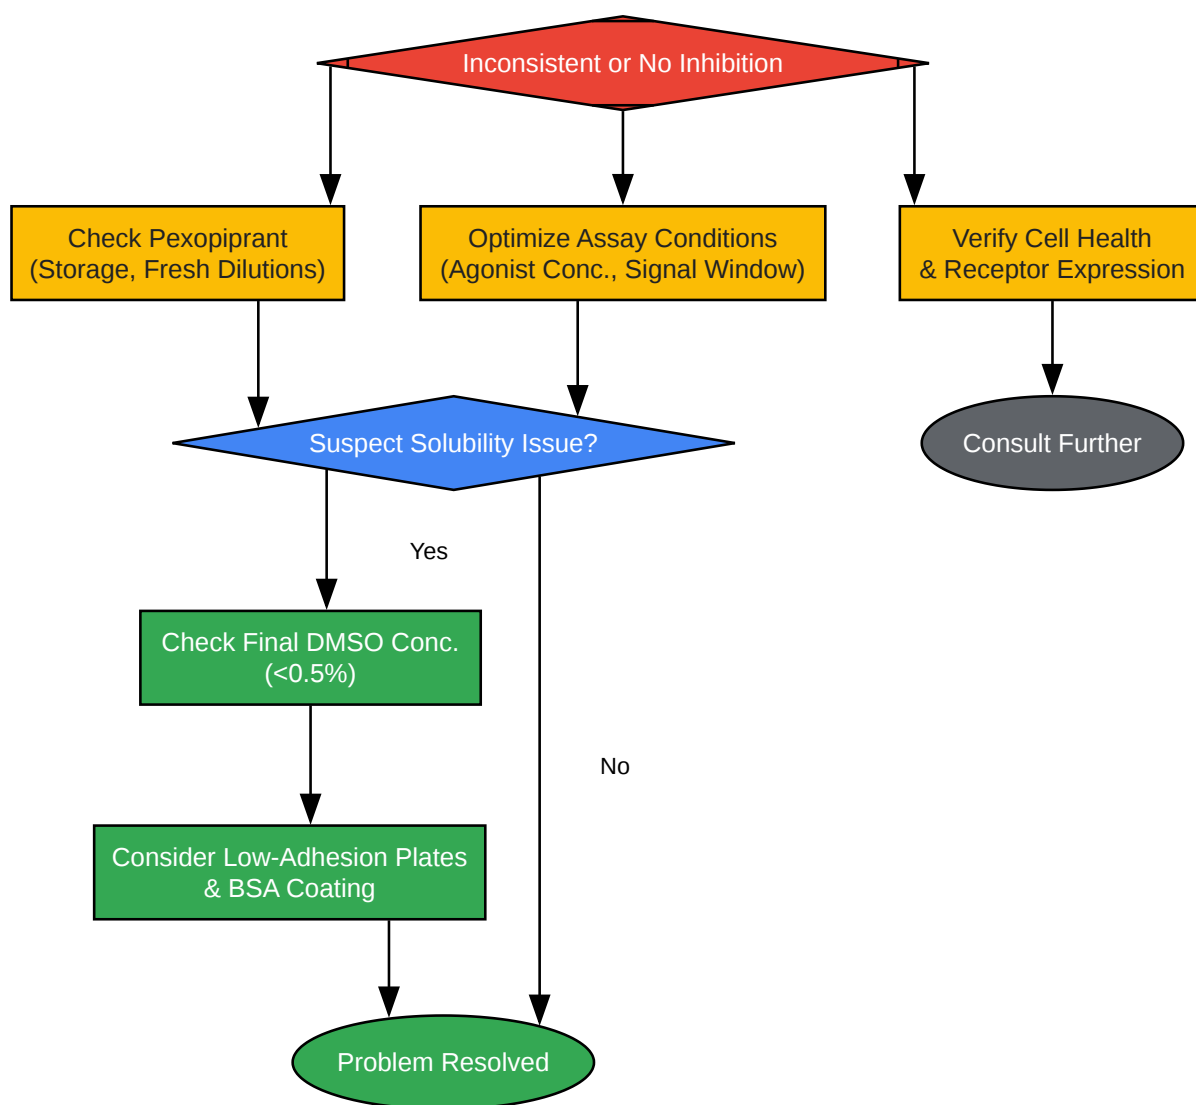 Inconsistent or No Inhibition
Check Pexopiprant
(Storage, Fresh Dilutions)
Optimize Assay Conditions
(Agonist Conc., Signal Window)
Verify Cell Health
& Receptor Expression
Suspect Solubility Issue?
Consult Further
Yes
Check Final DMSO Conc.
(<0.5%)
No
Consider Low-Adhesion Plates
& BSA Coating
Problem Resolved